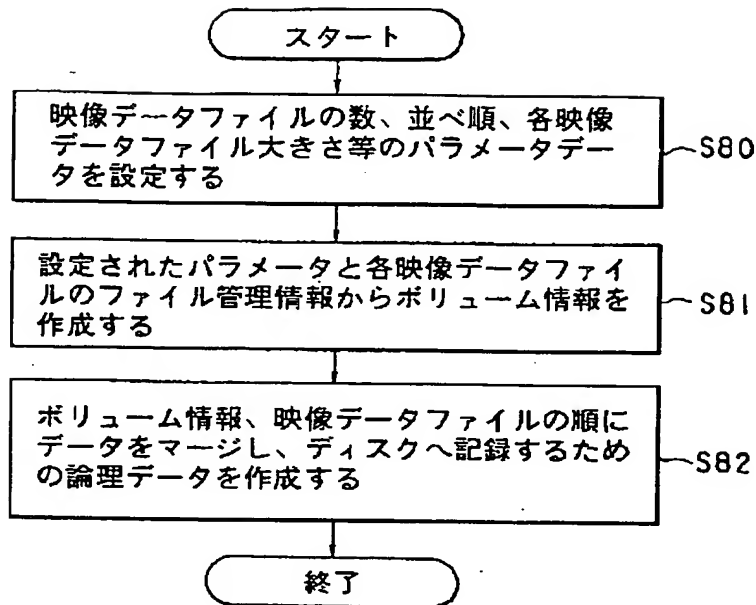 スタート
映像データファイルの数、並べ順、各映像
データファイル大きさ等のパラメータデー
タを設定する
S80
設定されたパラメータと各映像データファイ
ルのファイル管理情報からボリューム情報を
作成する
S81
ボリューム情報、映像データファイルの順に
データをマージし、ディスクへ記録するため
の論理データを作成する
S82
終了